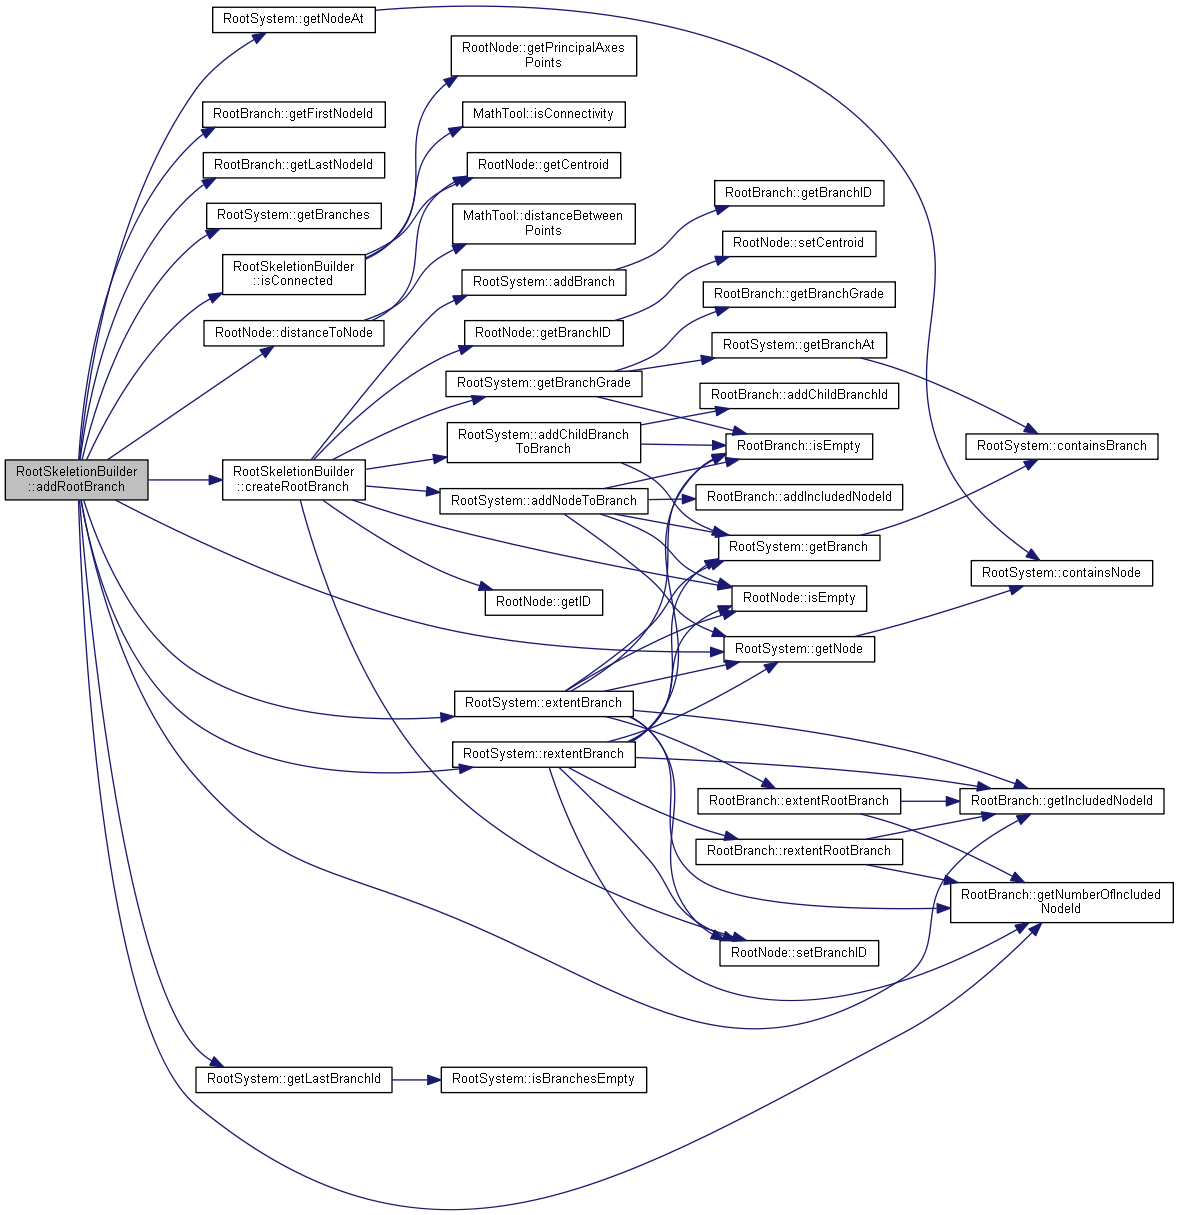 RootSystem::getNodeAt
RootNode::getPrincipalAxes
Points
RootBranch::getFirstNodeId
MathTool::isConnectivity
RootBranch::getLastNodeId
RootNode::getCentroid
RootBranch::getBranchID
RootSystem::getBranches
MathTool::distanceBetween
Points
RootNode::setCentroid
RootSkeletionBuilder
::isConnected
RootSystem::addBranch
RootBranch::getBranchGrade
RootNode::distanceToNode
RootNode::getBranchID
RootSystem::getBranchAt
RootSystem::getBranchGrade
RootBranch::addChildBranchId
RootSystem::addChildBranch
ToBranch
RootBranch::isEmpty
RootSystem::containsBranch
RootSkeletionBuilder
::addRootBranch
RootSkeletionBuilder
::createRootBranch
RootSystem::addNodeToBranch
RootBranch::addIncludedNodeId
RootSystem::getBranch
RootSystem::containsNode
RootNode::getID
RootNode::isEmpty
RootSystem::getNode
RootSystem::extentBranch
RootSystem::rextentBranch
RootBranch::extentRootBranch
RootBranch::getIncludedNodeId
RootBranch::rextentRootBranch
RootBranch::getNumberOfIncluded
NodeId
RootNode::setBranchID
RootSystem::getLastBranchId
RootSystem::isBranchesEmpty